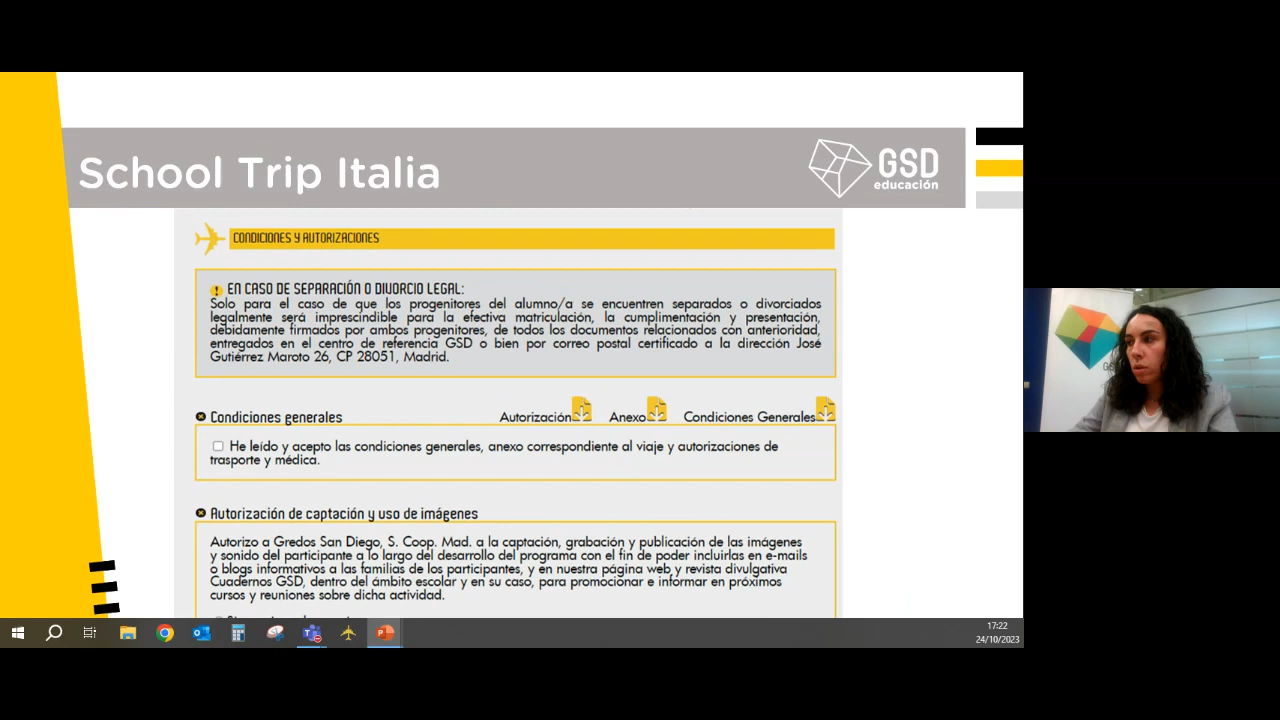 School Trip Italia
GSD
educación
CONDICIONES Y AUTORIZACIONES
EN CASO DE SEPARACIÓN O DIVORCIO LEGAL:
Solo para el caso de que los progenitores del alumno/a se encuentren separados o divorciados
legalmente será imprescindible para la efectiva matriculación, la cumplimentación y presentación,
debidamente firmados por ambos progenitores, de todos los documentos relacionados con anterioridad,
entregados en el centro de referencia GSD o bien por correo postal certificado a la dirección José
Gutiérrez Maroto 26, CP 28051, Madrid.
Condiciones generales
Autorización
Anexo
Condiciones Generales
He leído y acepto las condiciones generales, anexo correspondiente al viaje y autorizaciones de
trasporte y médica.
Autorización de captación y uso de imágenes
Autorizo a Gredos San Diego, S. Coop. Mad. a la captación, grabación y publicación de las imágenes
y sonido del participante a lo largo del desarrollo del programa con el fin de poder incluirlas en e-mails
o blogs informativos a las familias de los participantes, y en nuestra página web y revista divulgativa
Cuadernos GSD, dentro del ámbito escolar y en su caso, para promocionar e informar en próximos
cursos y reuniones sobre dicha actividad.
17:22
24/10/2023